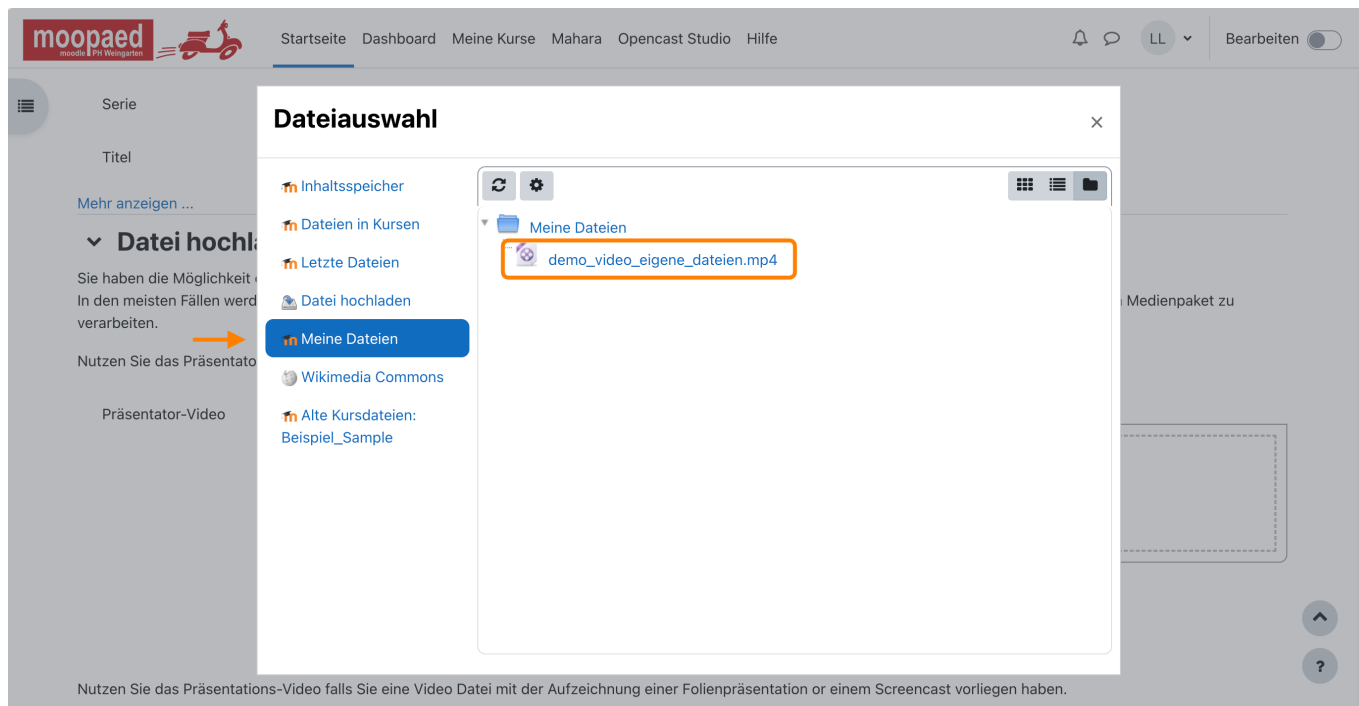 moopaed
moodle PH Weingarten
Startseite Dashboard Meine Kurse Mahara Opencast Studio Hilfe
LL
Bearbeiten
Serie
Titel
Mehr anzeigen ...
Datei hochl
Sie haben die Möglichkeit
In den meisten Fällen werd
Medienpaket zu
verarbeiten.
Nutzen Sie das Präsentato
Präsentator-Video
Dateiauswahl
×
Inhaltsspeicher
Dateien in Kursen
Letzte Dateien
Datei hochladen
Meine Dateien
Wikimedia Commons
Alte Kursdateien:
Beispiel_Sample
Meine Dateien
demo_video_eigene_dateien.mp4
?
Nutzen Sie das Präsentations-Video falls Sie eine Video Datei mit der Aufzeichnung einer Folienpräsentation or einem Screencast vorliegen haben.